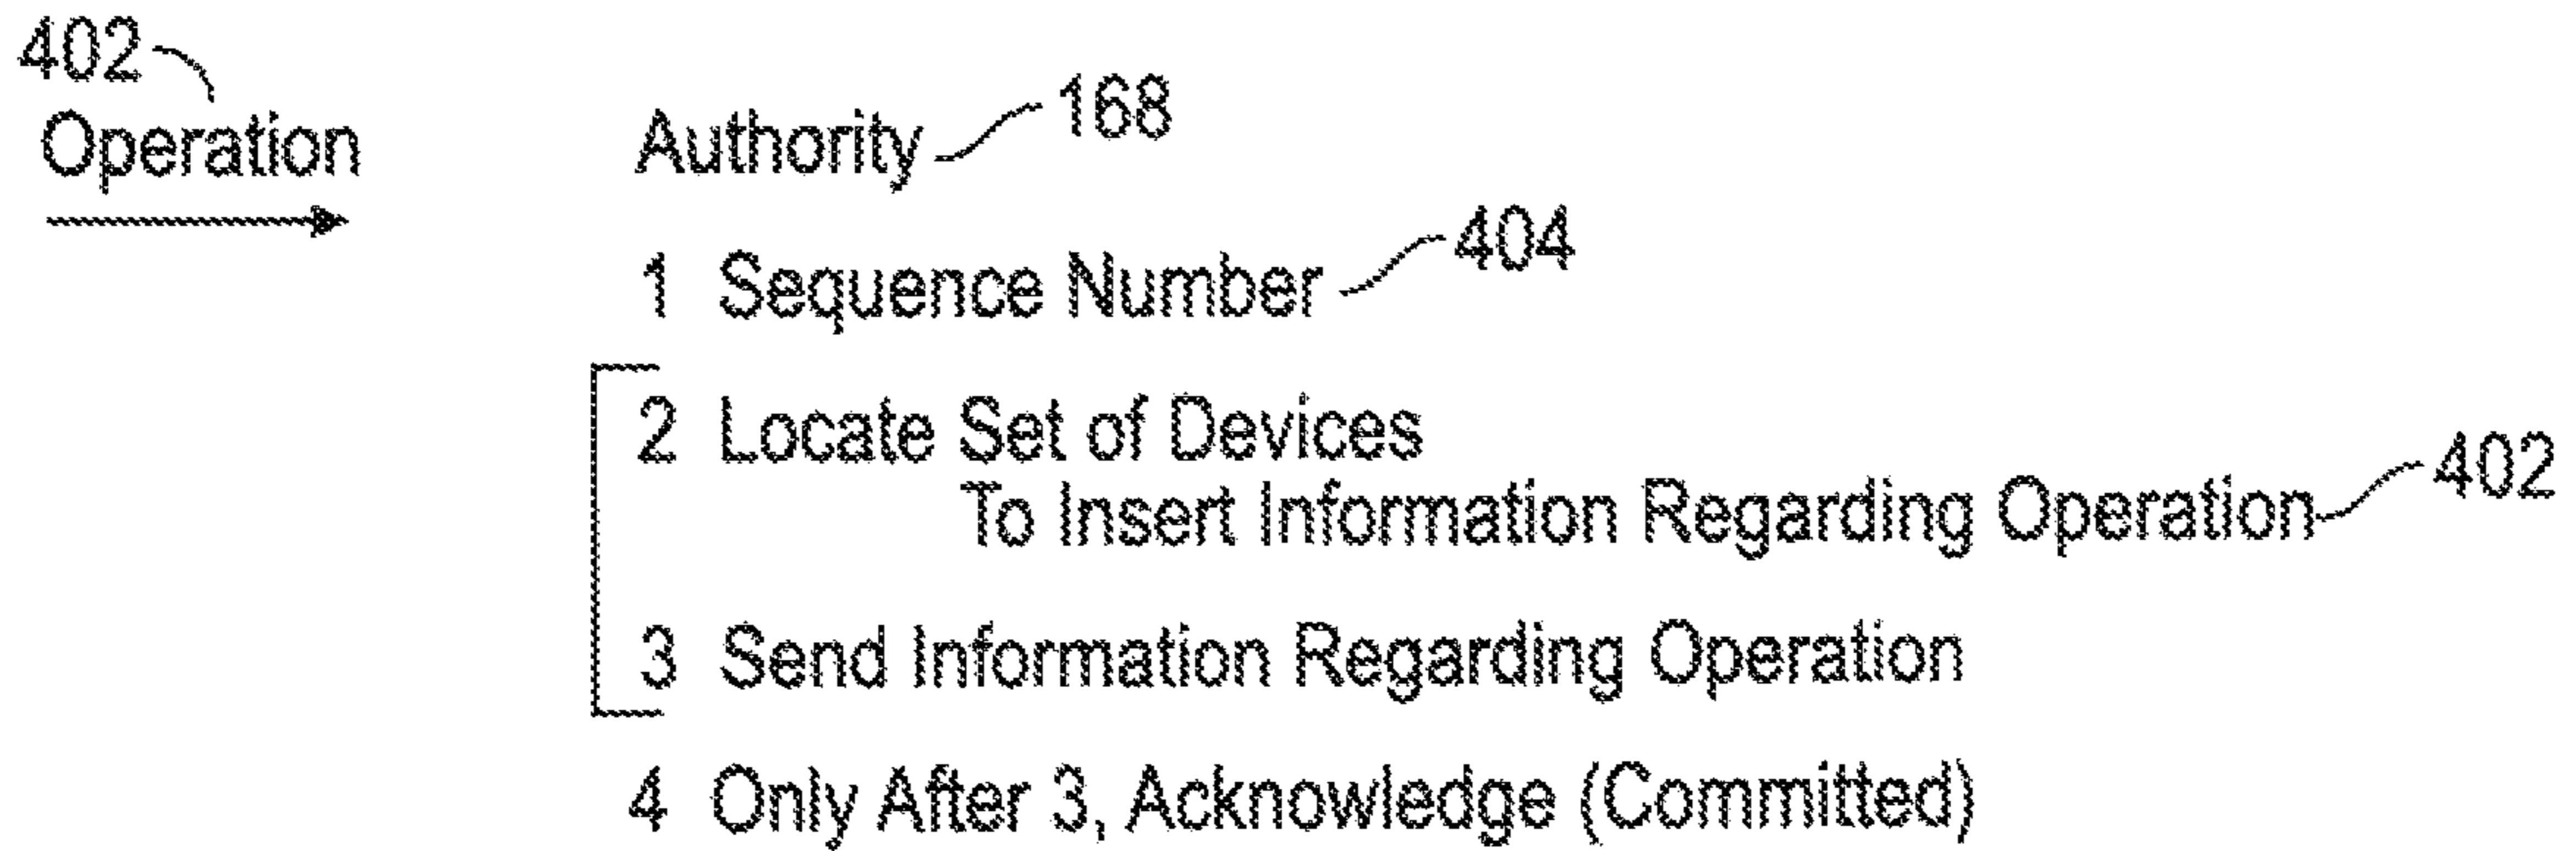 402
Operation
Authority 168
1 Sequence Number 404
2 Locate Set of Devices
To Insert Information Regarding Operation 402
3 Send Information Regarding Operation
4 Only After 3, Acknowledge (Committed)